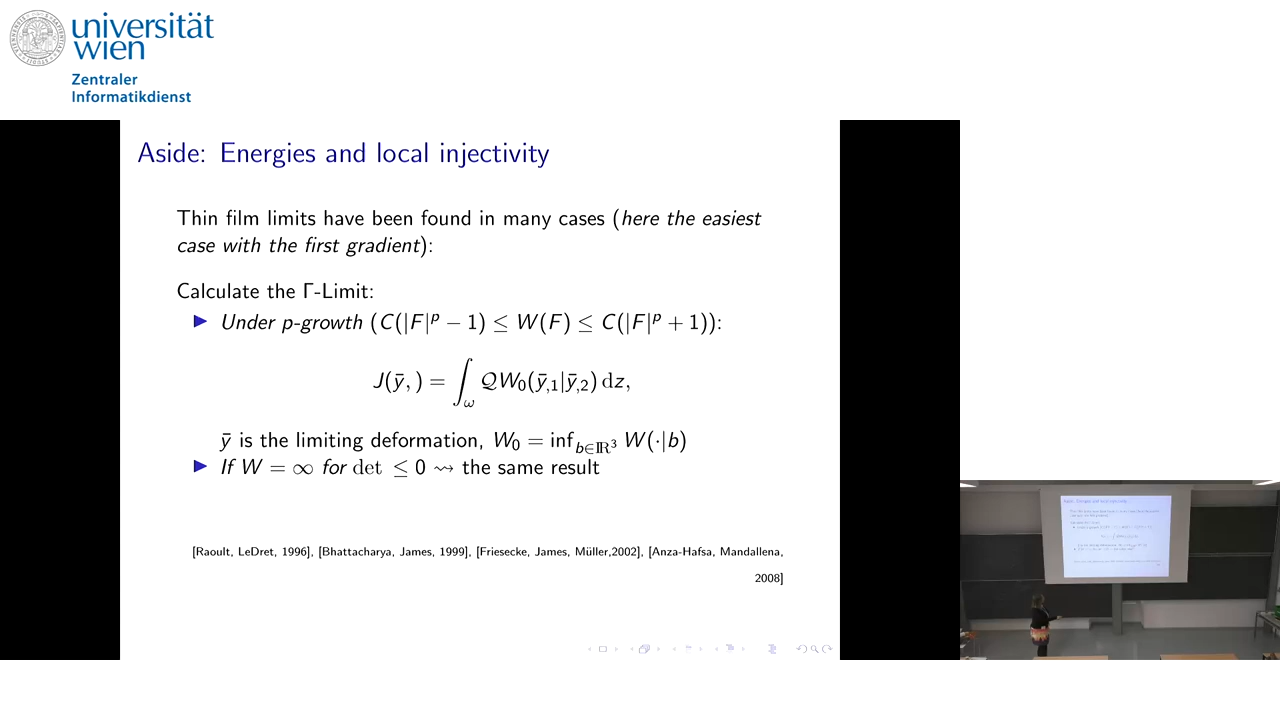 universität
wien
Zentraler
Informatikdienst
Aside: Energies and local injectivity
Thin film limits have been found in many cases (here the easiest
case with the first gradient):
Calculate the Γ-Limit:
▶ Under p-growth (C(|F|^p − 1) ≤ W(F) ≤ C(|F|^p + 1)):
J(ȳ, ) = ∫_ω 𝒬W₀(ȳ,₁|ȳ,₂) dz,
ȳ is the limiting deformation, W₀ = inf_{b∈ℝ³} W(·|b)
▶ If W = ∞ for det ≤ 0 ⇝ the same result
[Raoult, LeDret, 1996], [Bhattacharya, James, 1999], [Friesecke, James, Müller,2002], [Anza-Hafsa, Mandallena,
2008]